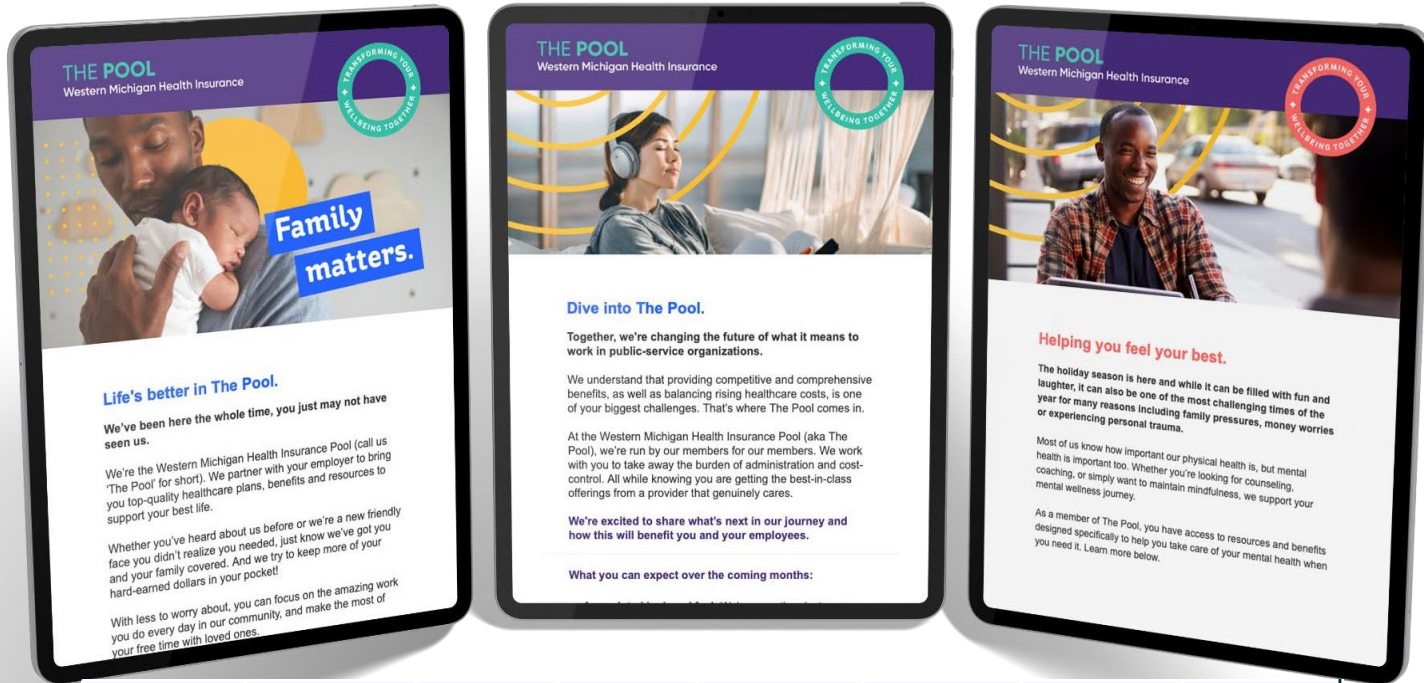 THE POOL
Western Michigan Health Insurance
TRANSFORMING YOUR
WELLBEING TOGETHER
Family
matters.
Life's better in The Pool.
We've been here the whole time, you just may not have
seen us.
We're the Western Michigan Health Insurance Pool (call us
'The Pool' for short). We partner with your employer to bring
you top-quality healthcare plans, benefits and resources to
support your best life.
Whether you've heard about us before or we're a new friendly
face you didn't realize you needed, just know we've got you
and your family covered. And we try to keep more of your
hard-earned dollars in your pocket!
With less to worry about, you can focus on the amazing work
you do every day in our community, and make the most of
your free time with loved ones.
THE POOL
Western Michigan Health Insurance
TRANSFORMING YOUR
WELLBEING TOGETHER
Dive into The Pool.
Together, we're changing the future of what it means to
work in public-service organizations.
We understand that providing competitive and comprehensive
benefits, as well as balancing rising healthcare costs, is one
of your biggest challenges. That's where The Pool comes in.
At the Western Michigan Health Insurance Pool (aka The
Pool), we're run by our members for our members. We work
with you to take away the burden of administration and cost-
control. All while knowing you are getting the best-in-class
offerings from a provider that genuinely cares.
We're excited to share what's next in our journey and
how this will benefit you and your employees.
What you can expect over the coming months:
THE POOL
Western Michigan Health Insurance
TRANSFORMING YOUR
WELLBEING TOGETHER
Helping you feel your best.
The holiday season is here and while it can be filled with fun and
laughter, it can also be one of the most challenging times of the
year for many reasons including family pressures, money worries
or experiencing personal trauma.
Most of us know how important our physical health is, but mental
health is important too. Whether you're looking for counseling,
coaching, or simply want to maintain mindfulness, we support your
mental wellness journey.
As a member of The Pool, you have access to resources and benefits
designed specifically to help you take care of your mental health when
you need it. Learn more below.